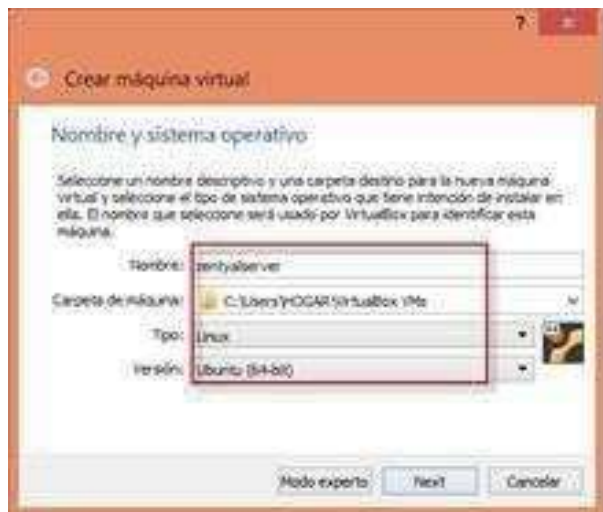 ?
Crear máquina virtual
Nombre y sistema operativo
Seleccione un nombre descriptivo y una carpeta destino para la nueva máquina
virtual y seleccione el tipo de sistema operativo que tiene intención de instalar en
ella. El nombre que seleccione será usado por VirtualBox para identificar esta
máquina.
Nombre: zentyalserver
Carpeta de máquina: C:\Users\HOGAR\VirtualBox VMs
Tipo: Linux
Versión: Ubuntu (64-bit)
Modo experto Next Cancelar